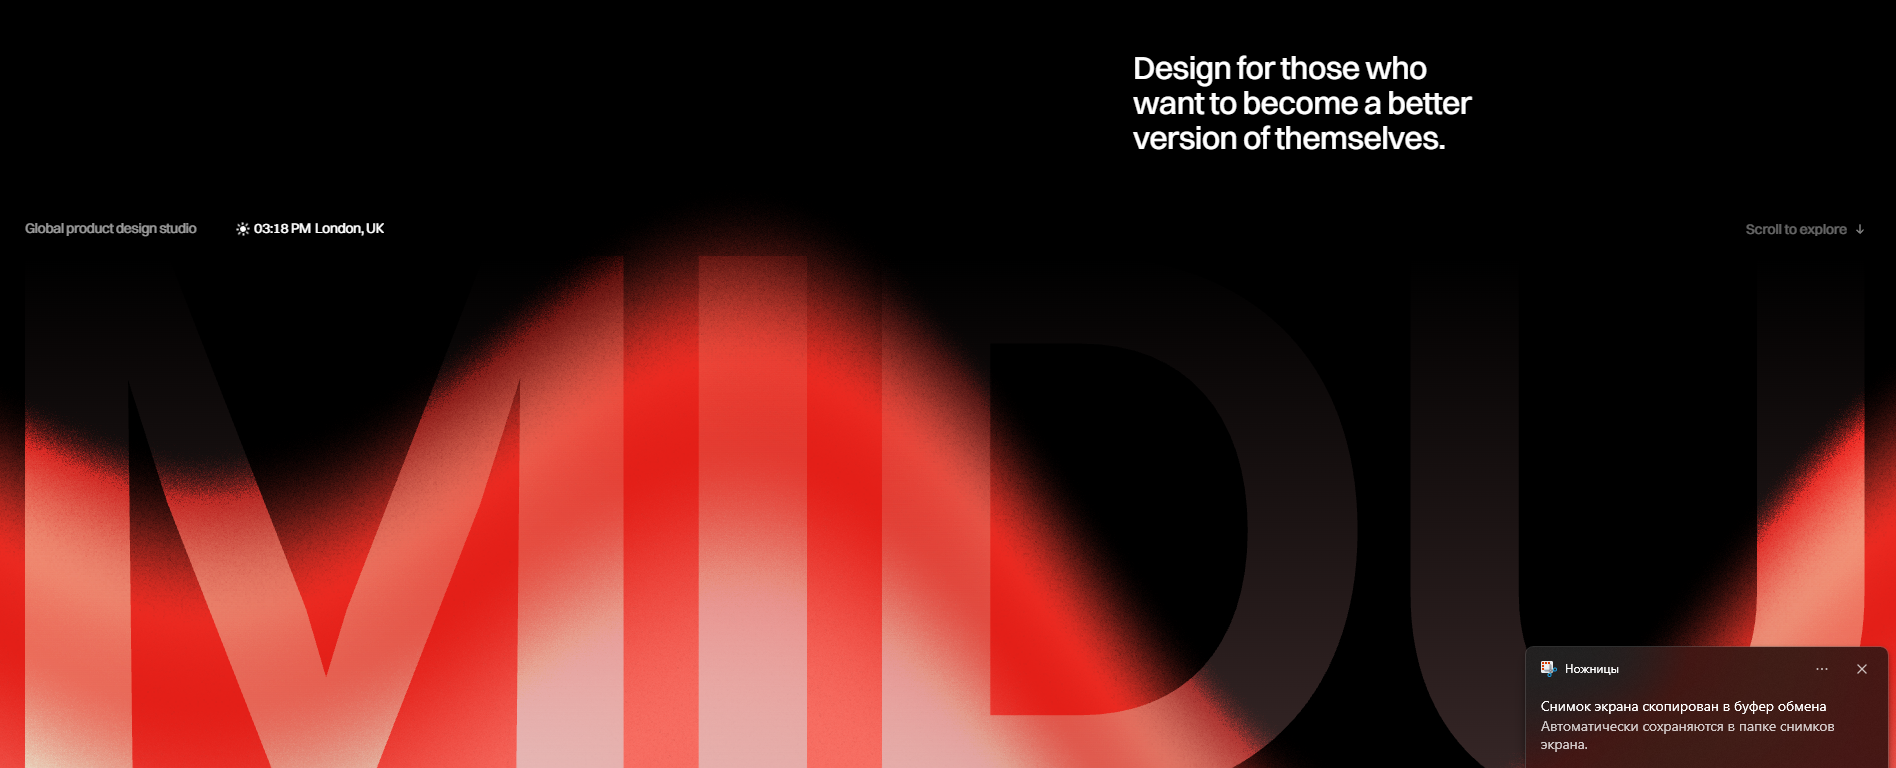 Design for those who
want to become a better
version of themselves.
Global product design studio
03:18 PM London, UK
Scroll to explore
MIDU
Ножницы
Снимок экрана скопирован в буфер обмена
Автоматически сохраняются в папке снимков
экрана.